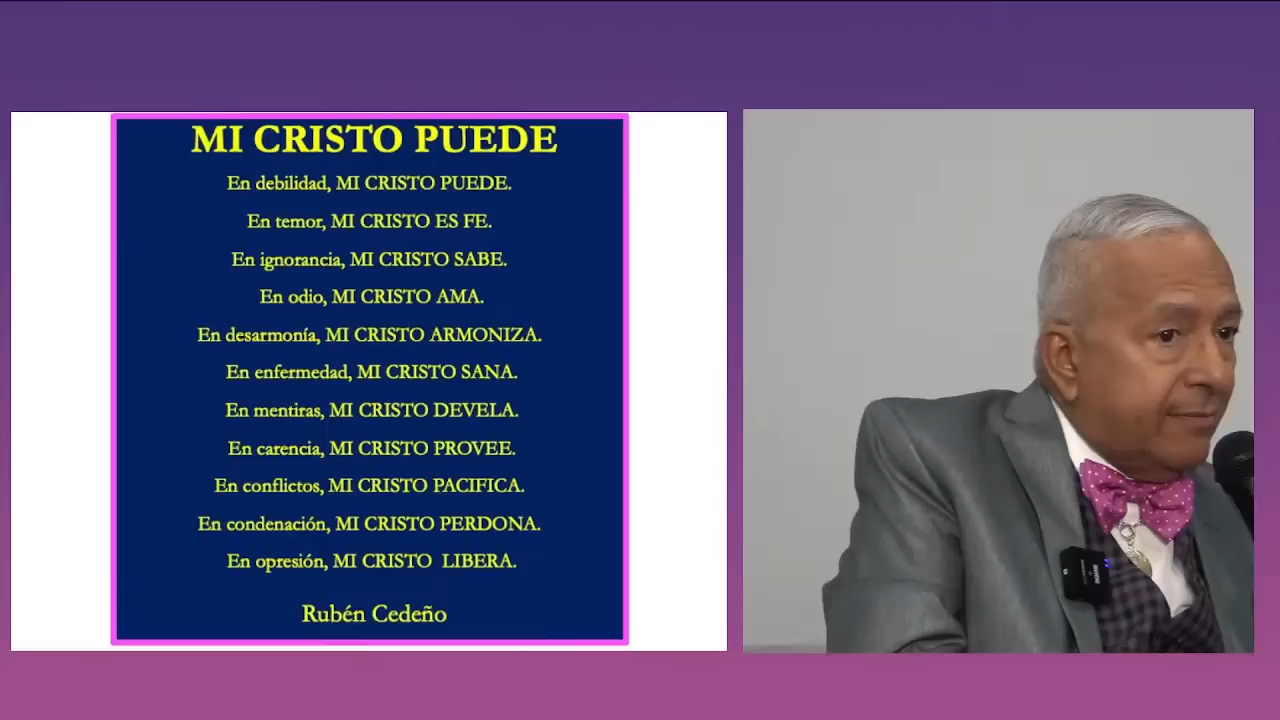 MI CRISTO PUEDE
En debilidad, MI CRISTO PUEDE.
En temor, MI CRISTO ES FE.
En ignorancia, MI CRISTO SABE.
En odio, MI CRISTO AMA.
En desarmonía, MI CRISTO ARMONIZA.
En enfermedad, MI CRISTO SANA.
En mentiras, MI CRISTO DEVELA.
En carencia, MI CRISTO PROVEE.
En conflictos, MI CRISTO PACIFICA.
En condenación, MI CRISTO PERDONA.
En opresión, MI CRISTO LIBERA.
Rubén Cedeño